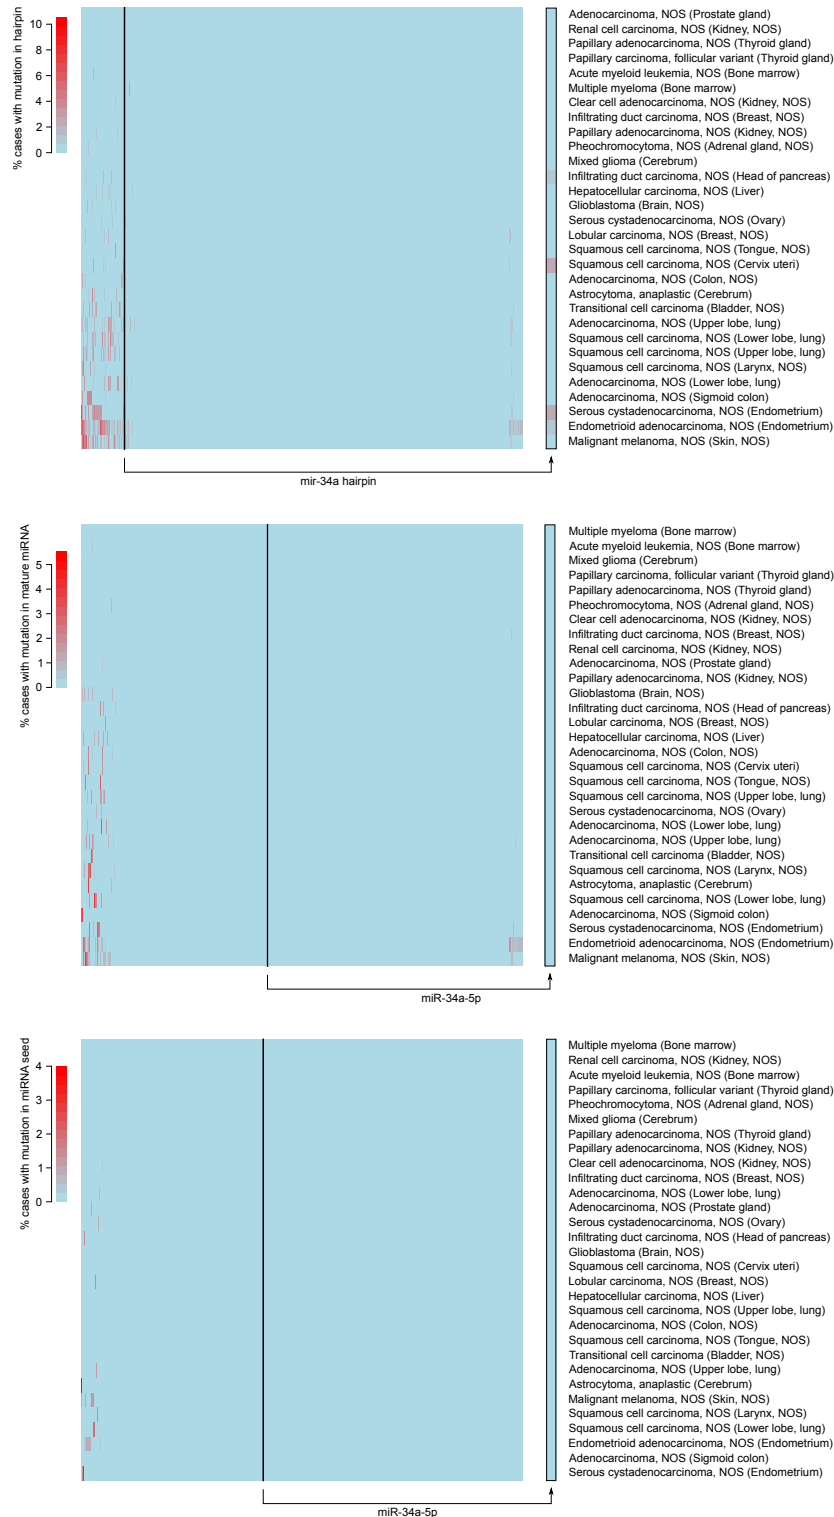 % cases with mutation in hairpin
10
8
6
4
2
0
Adenocarcinoma, NOS (Prostate gland)
Renal cell carcinoma, NOS (Kidney, NOS)
Papillary adenocarcinoma, NOS (Thyroid gland)
Papillary carcinoma, follicular variant (Thyroid gland)
Acute myeloid leukemia, NOS (Bone marrow)
Multiple myeloma (Bone marrow)
Clear cell adenocarcinoma, NOS (Kidney, NOS)
Infiltrating duct carcinoma, NOS (Breast, NOS)
Papillary adenocarcinoma, NOS (Kidney, NOS)
Pheochromocytoma, NOS (Adrenal gland, NOS)
Mixed glioma (Cerebrum)
Infiltrating duct carcinoma, NOS (Head of pancreas)
Hepatocellular carcinoma, NOS (Liver)
Glioblastoma (Brain, NOS)
Serous cystadenocarcinoma, NOS (Ovary)
Lobular carcinoma, NOS (Breast, NOS)
Squamous cell carcinoma, NOS (Tongue, NOS)
Squamous cell carcinoma, NOS (Cervix uteri)
Adenocarcinoma, NOS (Colon, NOS)
Astrocytoma, anaplastic (Cerebrum)
Transitional cell carcinoma (Bladder, NOS)
Adenocarcinoma, NOS (Upper lobe, lung)
Squamous cell carcinoma, NOS (Lower lobe, lung)
Squamous cell carcinoma, NOS (Upper lobe, lung)
Squamous cell carcinoma, NOS (Larynx, NOS)
Adenocarcinoma, NOS (Lower lobe, lung)
Adenocarcinoma, NOS (Sigmoid colon)
Serous cystadenocarcinoma, NOS (Endometrium)
Endometrioid adenocarcinoma, NOS (Endometrium)
Malignant melanoma, NOS (Skin, NOS)
mir-34a hairpin
% cases with mutation in mature miRNA
5
4
3
2
1
0
Multiple myeloma (Bone marrow)
Acute myeloid leukemia, NOS (Bone marrow)
Mixed glioma (Cerebrum)
Papillary carcinoma, follicular variant (Thyroid gland)
Papillary adenocarcinoma, NOS (Thyroid gland)
Pheochromocytoma, NOS (Adrenal gland, NOS)
Clear cell adenocarcinoma, NOS (Kidney, NOS)
Infiltrating duct carcinoma, NOS (Breast, NOS)
Renal cell carcinoma, NOS (Kidney, NOS)
Adenocarcinoma, NOS (Prostate gland)
Papillary adenocarcinoma, NOS (Kidney, NOS)
Glioblastoma (Brain, NOS)
Infiltrating duct carcinoma, NOS (Head of pancreas)
Lobular carcinoma, NOS (Breast, NOS)
Hepatocellular carcinoma, NOS (Liver)
Adenocarcinoma, NOS (Colon, NOS)
Squamous cell carcinoma, NOS (Cervix uteri)
Squamous cell carcinoma, NOS (Tongue, NOS)
Squamous cell carcinoma, NOS (Upper lobe, lung)
Serous cystadenocarcinoma, NOS (Ovary)
Adenocarcinoma, NOS (Lower lobe, lung)
Adenocarcinoma, NOS (Upper lobe, lung)
Transitional cell carcinoma (Bladder, NOS)
Squamous cell carcinoma, NOS (Larynx, NOS)
Astrocytoma, anaplastic (Cerebrum)
Squamous cell carcinoma, NOS (Lower lobe, lung)
Adenocarcinoma, NOS (Sigmoid colon)
Serous cystadenocarcinoma, NOS (Endometrium)
Endometrioid adenocarcinoma, NOS (Endometrium)
Malignant melanoma, NOS (Skin, NOS)
miR-34a-5p
% cases with mutation in miRNA seed
4
3
2
1
0
Multiple myeloma (Bone marrow)
Renal cell carcinoma, NOS (Kidney, NOS)
Acute myeloid leukemia, NOS (Bone marrow)
Papillary carcinoma, follicular variant (Thyroid gland)
Pheochromocytoma, NOS (Adrenal gland, NOS)
Mixed glioma (Cerebrum)
Papillary adenocarcinoma, NOS (Thyroid gland)
Papillary adenocarcinoma, NOS (Kidney, NOS)
Clear cell adenocarcinoma, NOS (Kidney, NOS)
Infiltrating duct carcinoma, NOS (Breast, NOS)
Adenocarcinoma, NOS (Lower lobe, lung)
Adenocarcinoma, NOS (Prostate gland)
Serous cystadenocarcinoma, NOS (Ovary)
Infiltrating duct carcinoma, NOS (Head of pancreas)
Glioblastoma (Brain, NOS)
Squamous cell carcinoma, NOS (Cervix uteri)
Lobular carcinoma, NOS (Breast, NOS)
Hepatocellular carcinoma, NOS (Liver)
Squamous cell carcinoma, NOS (Upper lobe, lung)
Adenocarcinoma, NOS (Colon, NOS)
Squamous cell carcinoma, NOS (Tongue, NOS)
Transitional cell carcinoma (Bladder, NOS)
Adenocarcinoma, NOS (Upper lobe, lung)
Astrocytoma, anaplastic (Cerebrum)
Malignant melanoma, NOS (Skin, NOS)
Squamous cell carcinoma, NOS (Larynx, NOS)
Squamous cell carcinoma, NOS (Lower lobe, lung)
Endometrioid adenocarcinoma, NOS (Endometrium)
Adenocarcinoma, NOS (Sigmoid colon)
Serous cystadenocarcinoma, NOS (Endometrium)
miR-34a-5p